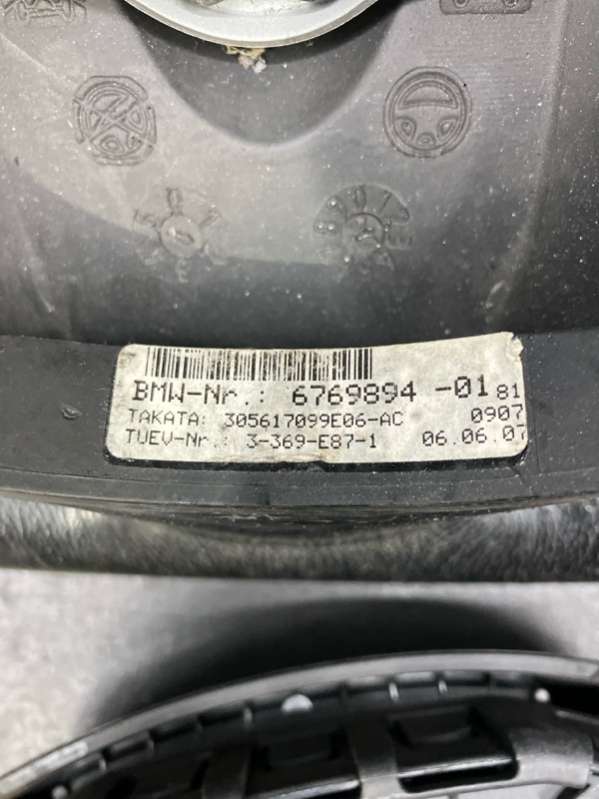 BMW-Nr.: 6769894 -01 81
TAKATA: 305617099E06-AC 0907
TUEV-Nr.: 3-369-E87-1 06.06.07